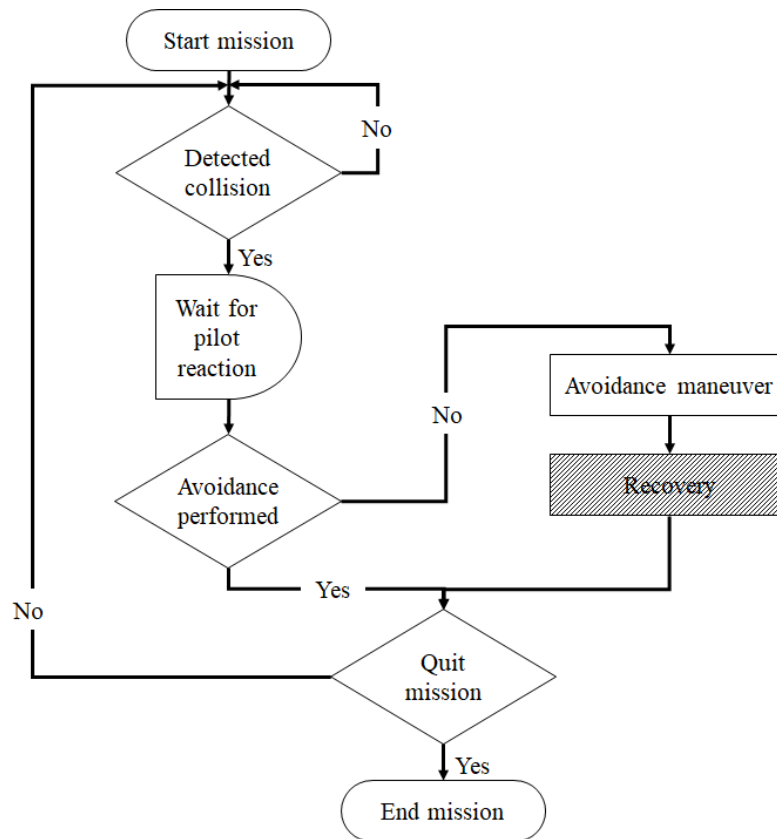 Start mission
No
Detected
collision
Yes
Wait for
pilot
reaction
Avoidance maneuver
No
Recovery
Avoidance
performed
Yes
No
Quit
mission
Yes
End mission